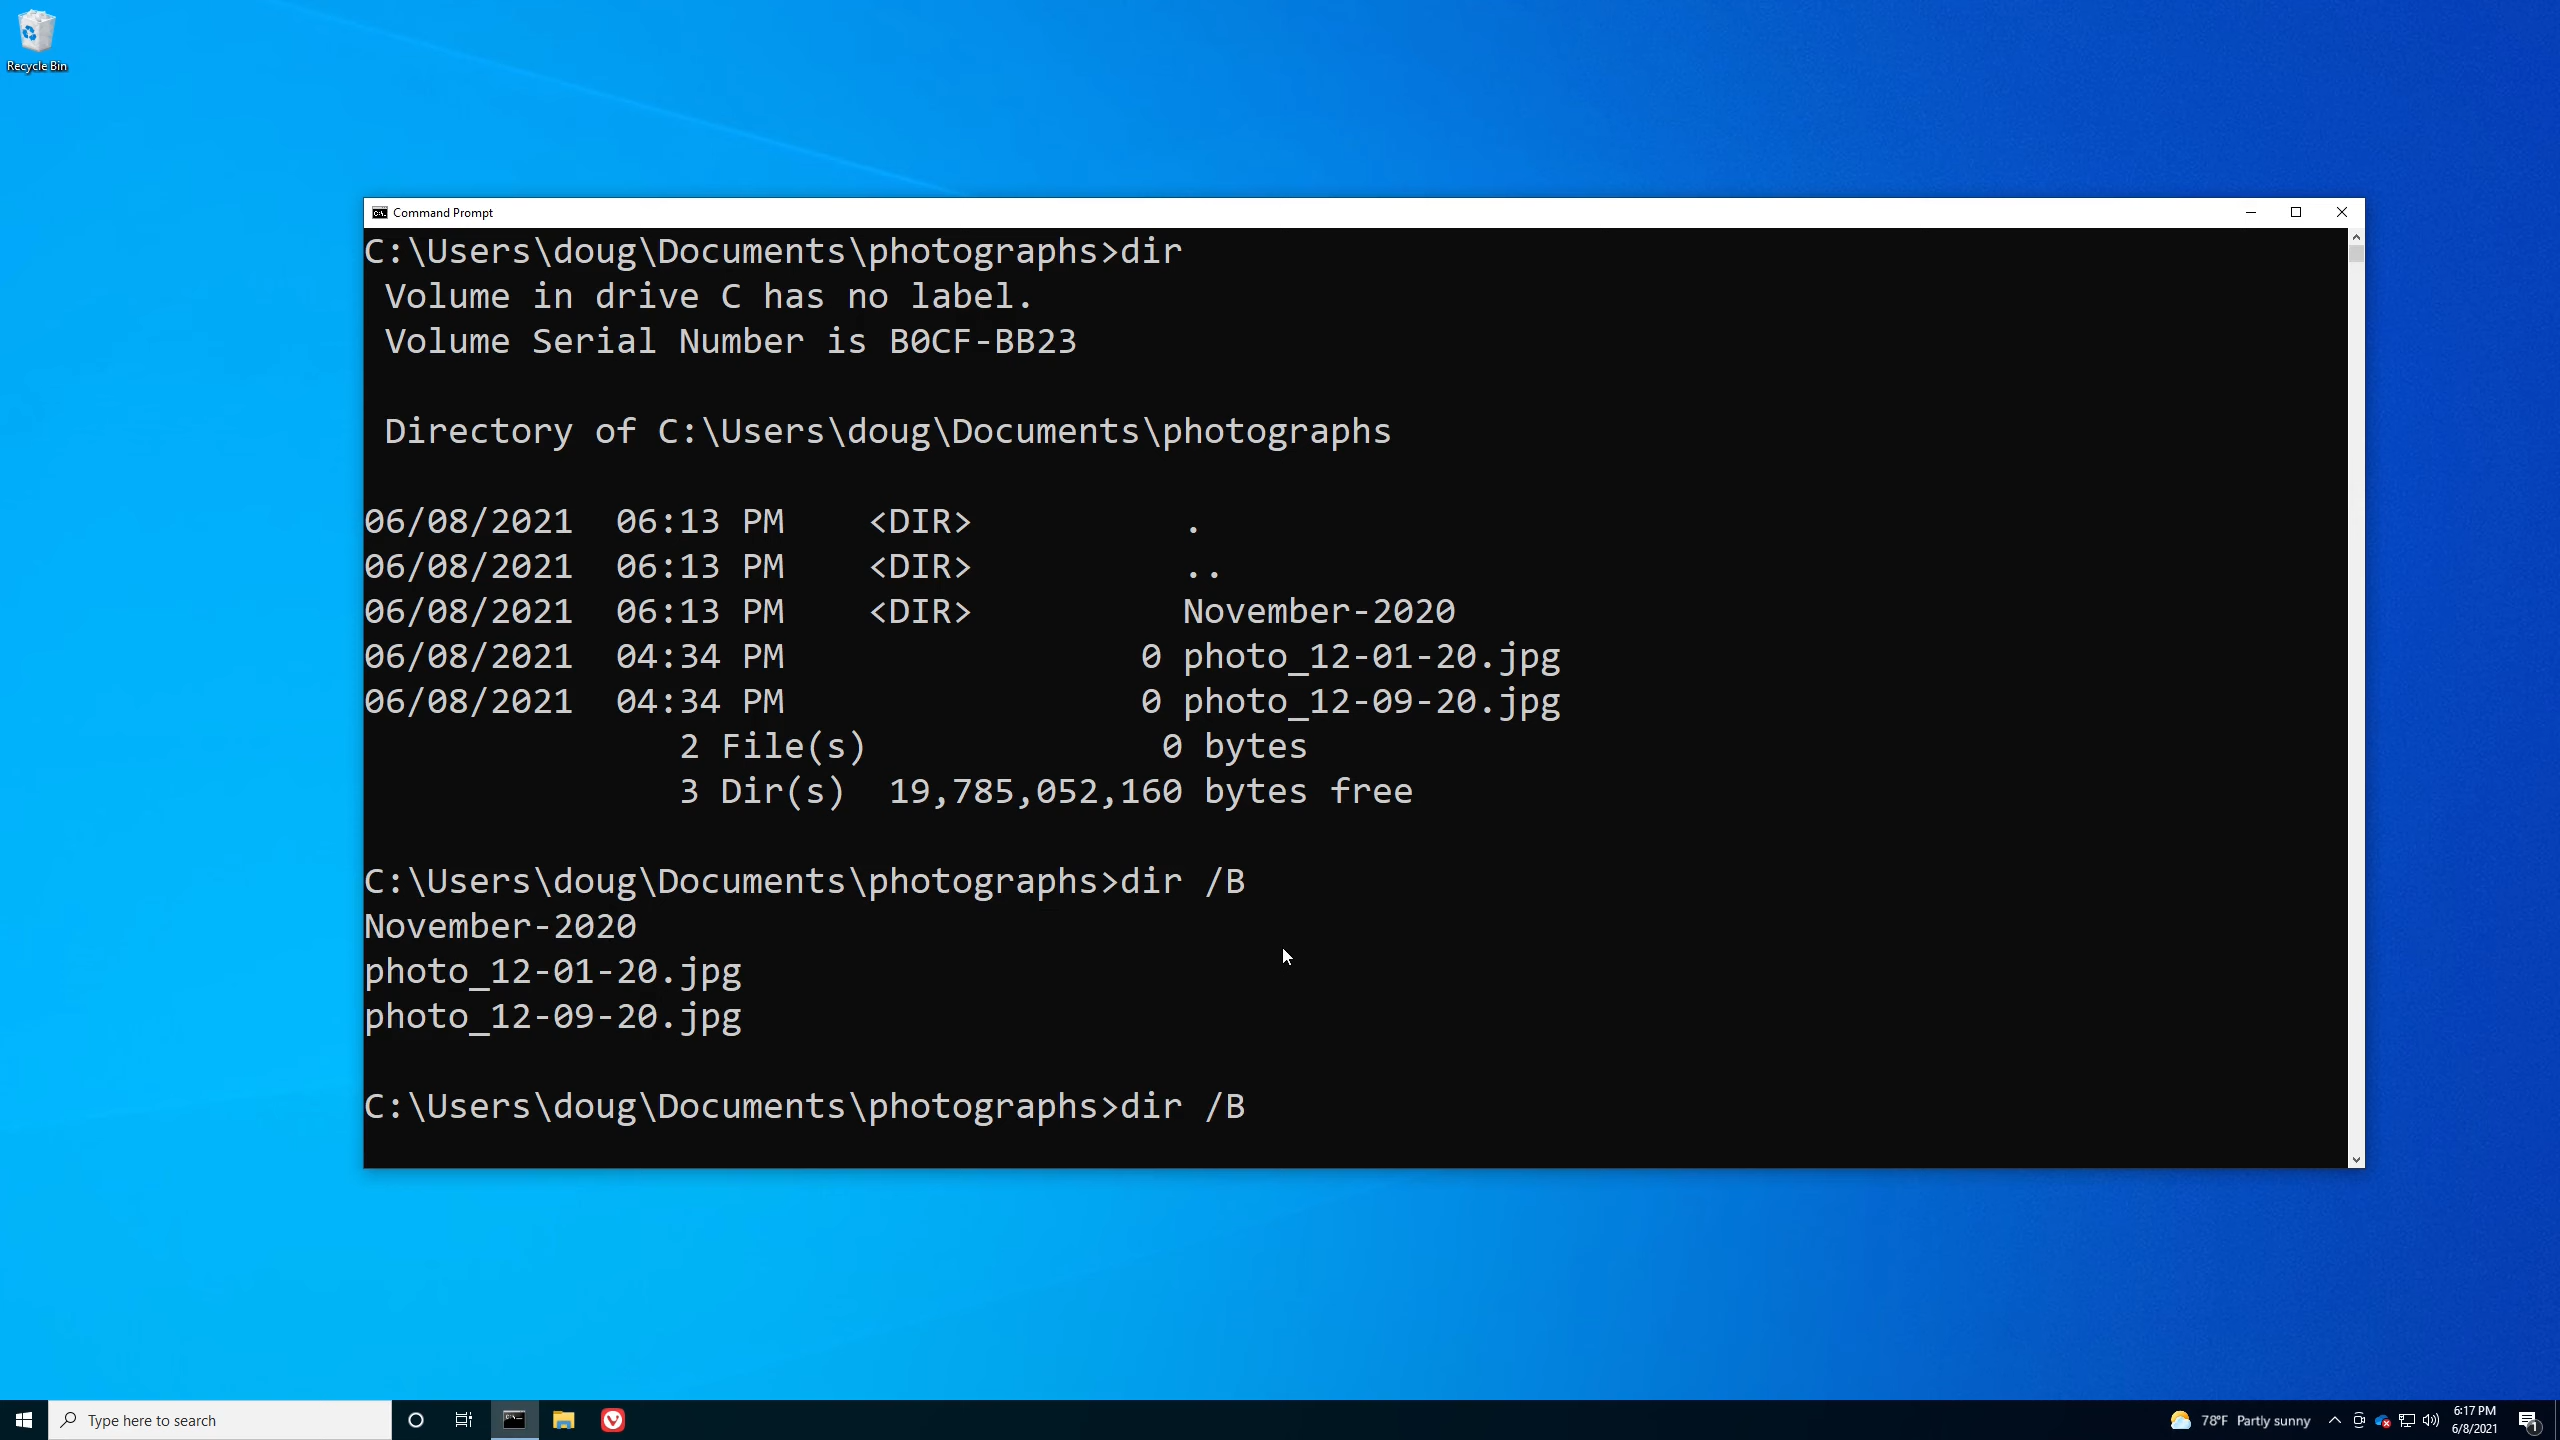 Recycle Bin
Command Prompt
C:\Users\doug\Documents\photographs>dir
 Volume in drive C has no label.
 Volume Serial Number is B0CF-BB23

 Directory of C:\Users\doug\Documents\photographs

06/08/2021  06:13 PM    <DIR>          .
06/08/2021  06:13 PM    <DIR>          ..
06/08/2021  06:13 PM    <DIR>          November-2020
06/08/2021  04:34 PM                 0 photo_12-01-20.jpg
06/08/2021  04:34 PM                 0 photo_12-09-20.jpg
               2 File(s)              0 bytes
               3 Dir(s)  19,785,052,160 bytes free

C:\Users\doug\Documents\photographs>dir /B
November-2020
photo_12-01-20.jpg
photo_12-09-20.jpg

C:\Users\doug\Documents\photographs>dir /B
Type here to search
78°F Partly sunny
6:17 PM
6/8/2021
1